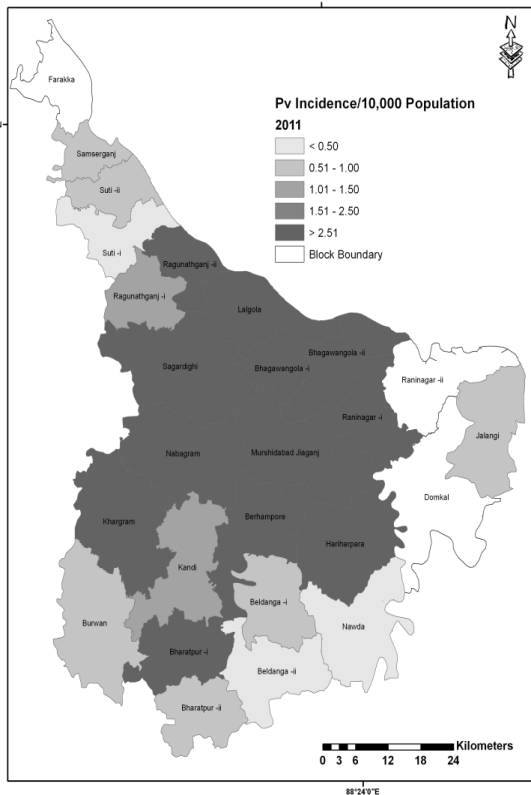 N
Farakka
Pv Incidence/10,000 Population
2011
< 0.50
0.51 - 1.00
1.01 - 1.50
1.51 - 2.50
> 2.51
Block Boundary
Samserganj
Suti -ii
Suti -i
Ragunathganj -ii
Ragunathganj -i
Lalgola
Bhagawangola -ii
Sagardighi
Bhagawangola -i
Raninagar -ii
Raninagar -i
Jalangi
Nabagram
Murshidabad Jiaganj
Domkal
Khargram
Berhampore
Hariharpara
Kandi
Beldanga -i
Burwan
Nawda
Bharatpur -i
Beldanga -ii
Bharatpur -ii
Kilometers
0 3 6 12 18 24
88°24'0"E